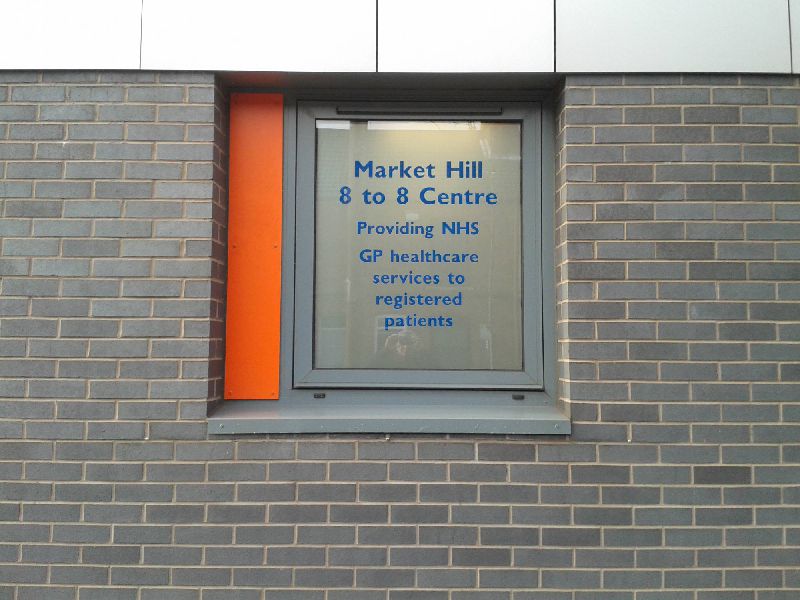 Market Hill
8 to 8 Centre
Providing NHS
GP healthcare
services to
registered
patients